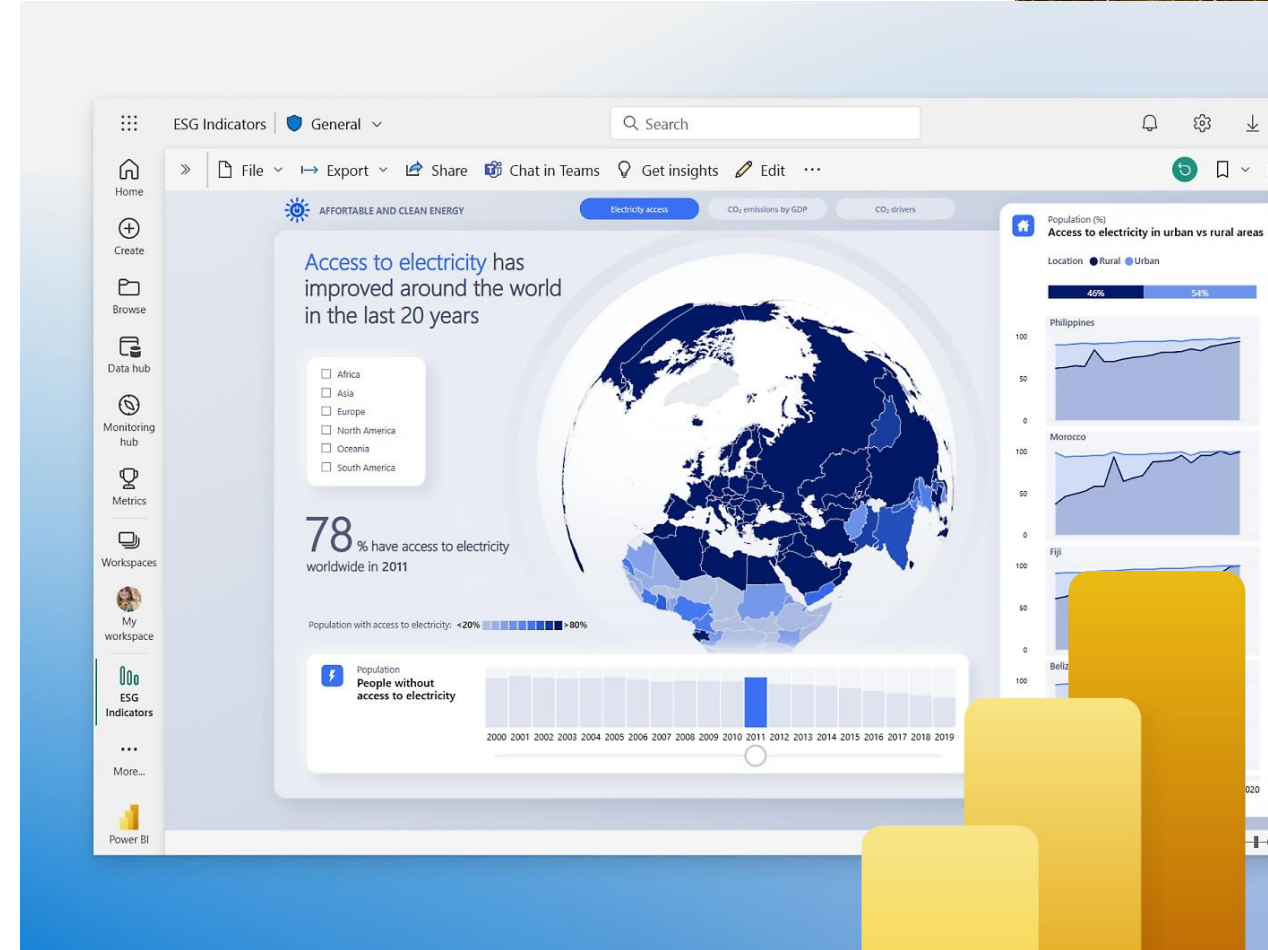 ESG Indicators
General
Search
Home
Create
Browse
Data hub
Monitoring
hub
Metrics
Workspaces
My
workspace
ESG
Indicators
More...
Power BI
File
Export
Share
Chat in Teams
Get insights
Edit
AFFORTABLE AND CLEAN ENERGY
Electricity access
CO₂ emissions by GDP
CO₂ drivers
Access to electricity has
improved around the world
in the last 20 years
Africa
Asia
Europe
North America
Oceania
South America
78 % have access to electricity
worldwide in 2011
Population with access to electricity: <20% >80%
Population
People without
access to electricity
2000 2001 2002 2003 2004 2005 2006 2007 2008 2009 2010 2011 2012 2013 2014 2015 2016 2017 2018 2019
Population (%)
Access to electricity in urban vs rural areas
Location Rural Urban
46% 54%
Philippines
100
50
0
Morocco
100
50
0
Fiji
100
50
0
Beliz
100
020